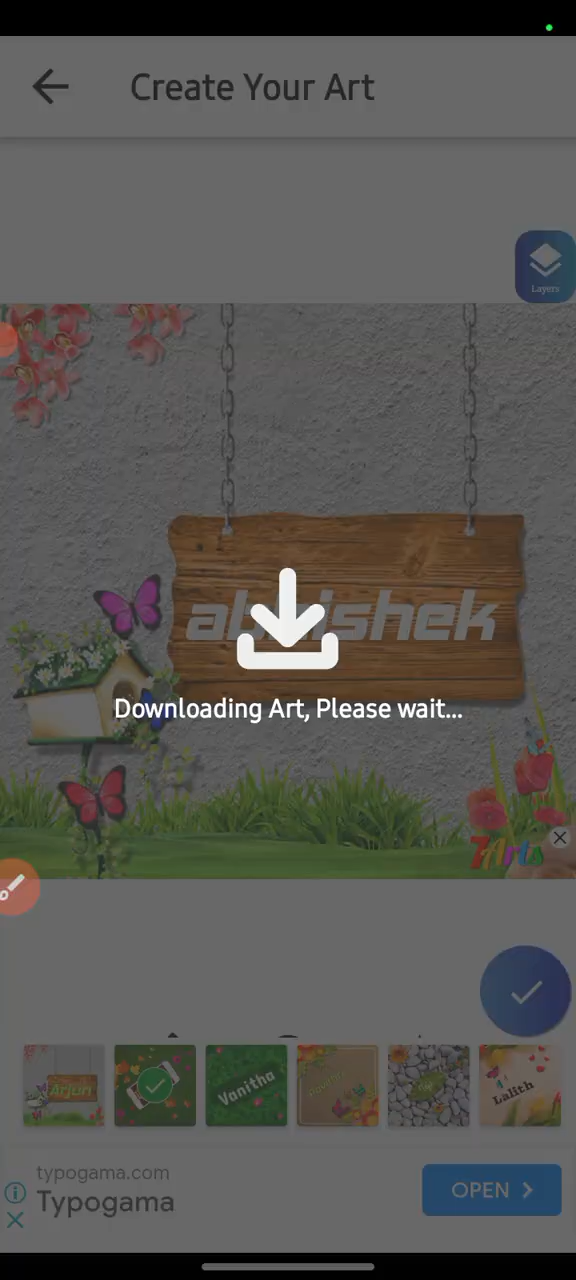 Create Your Art
Layers
abhishek
Downloading Art, Please wait...
7Arts
Arjun
Vanitha
Lalith
typogama.com
Typogama
OPEN